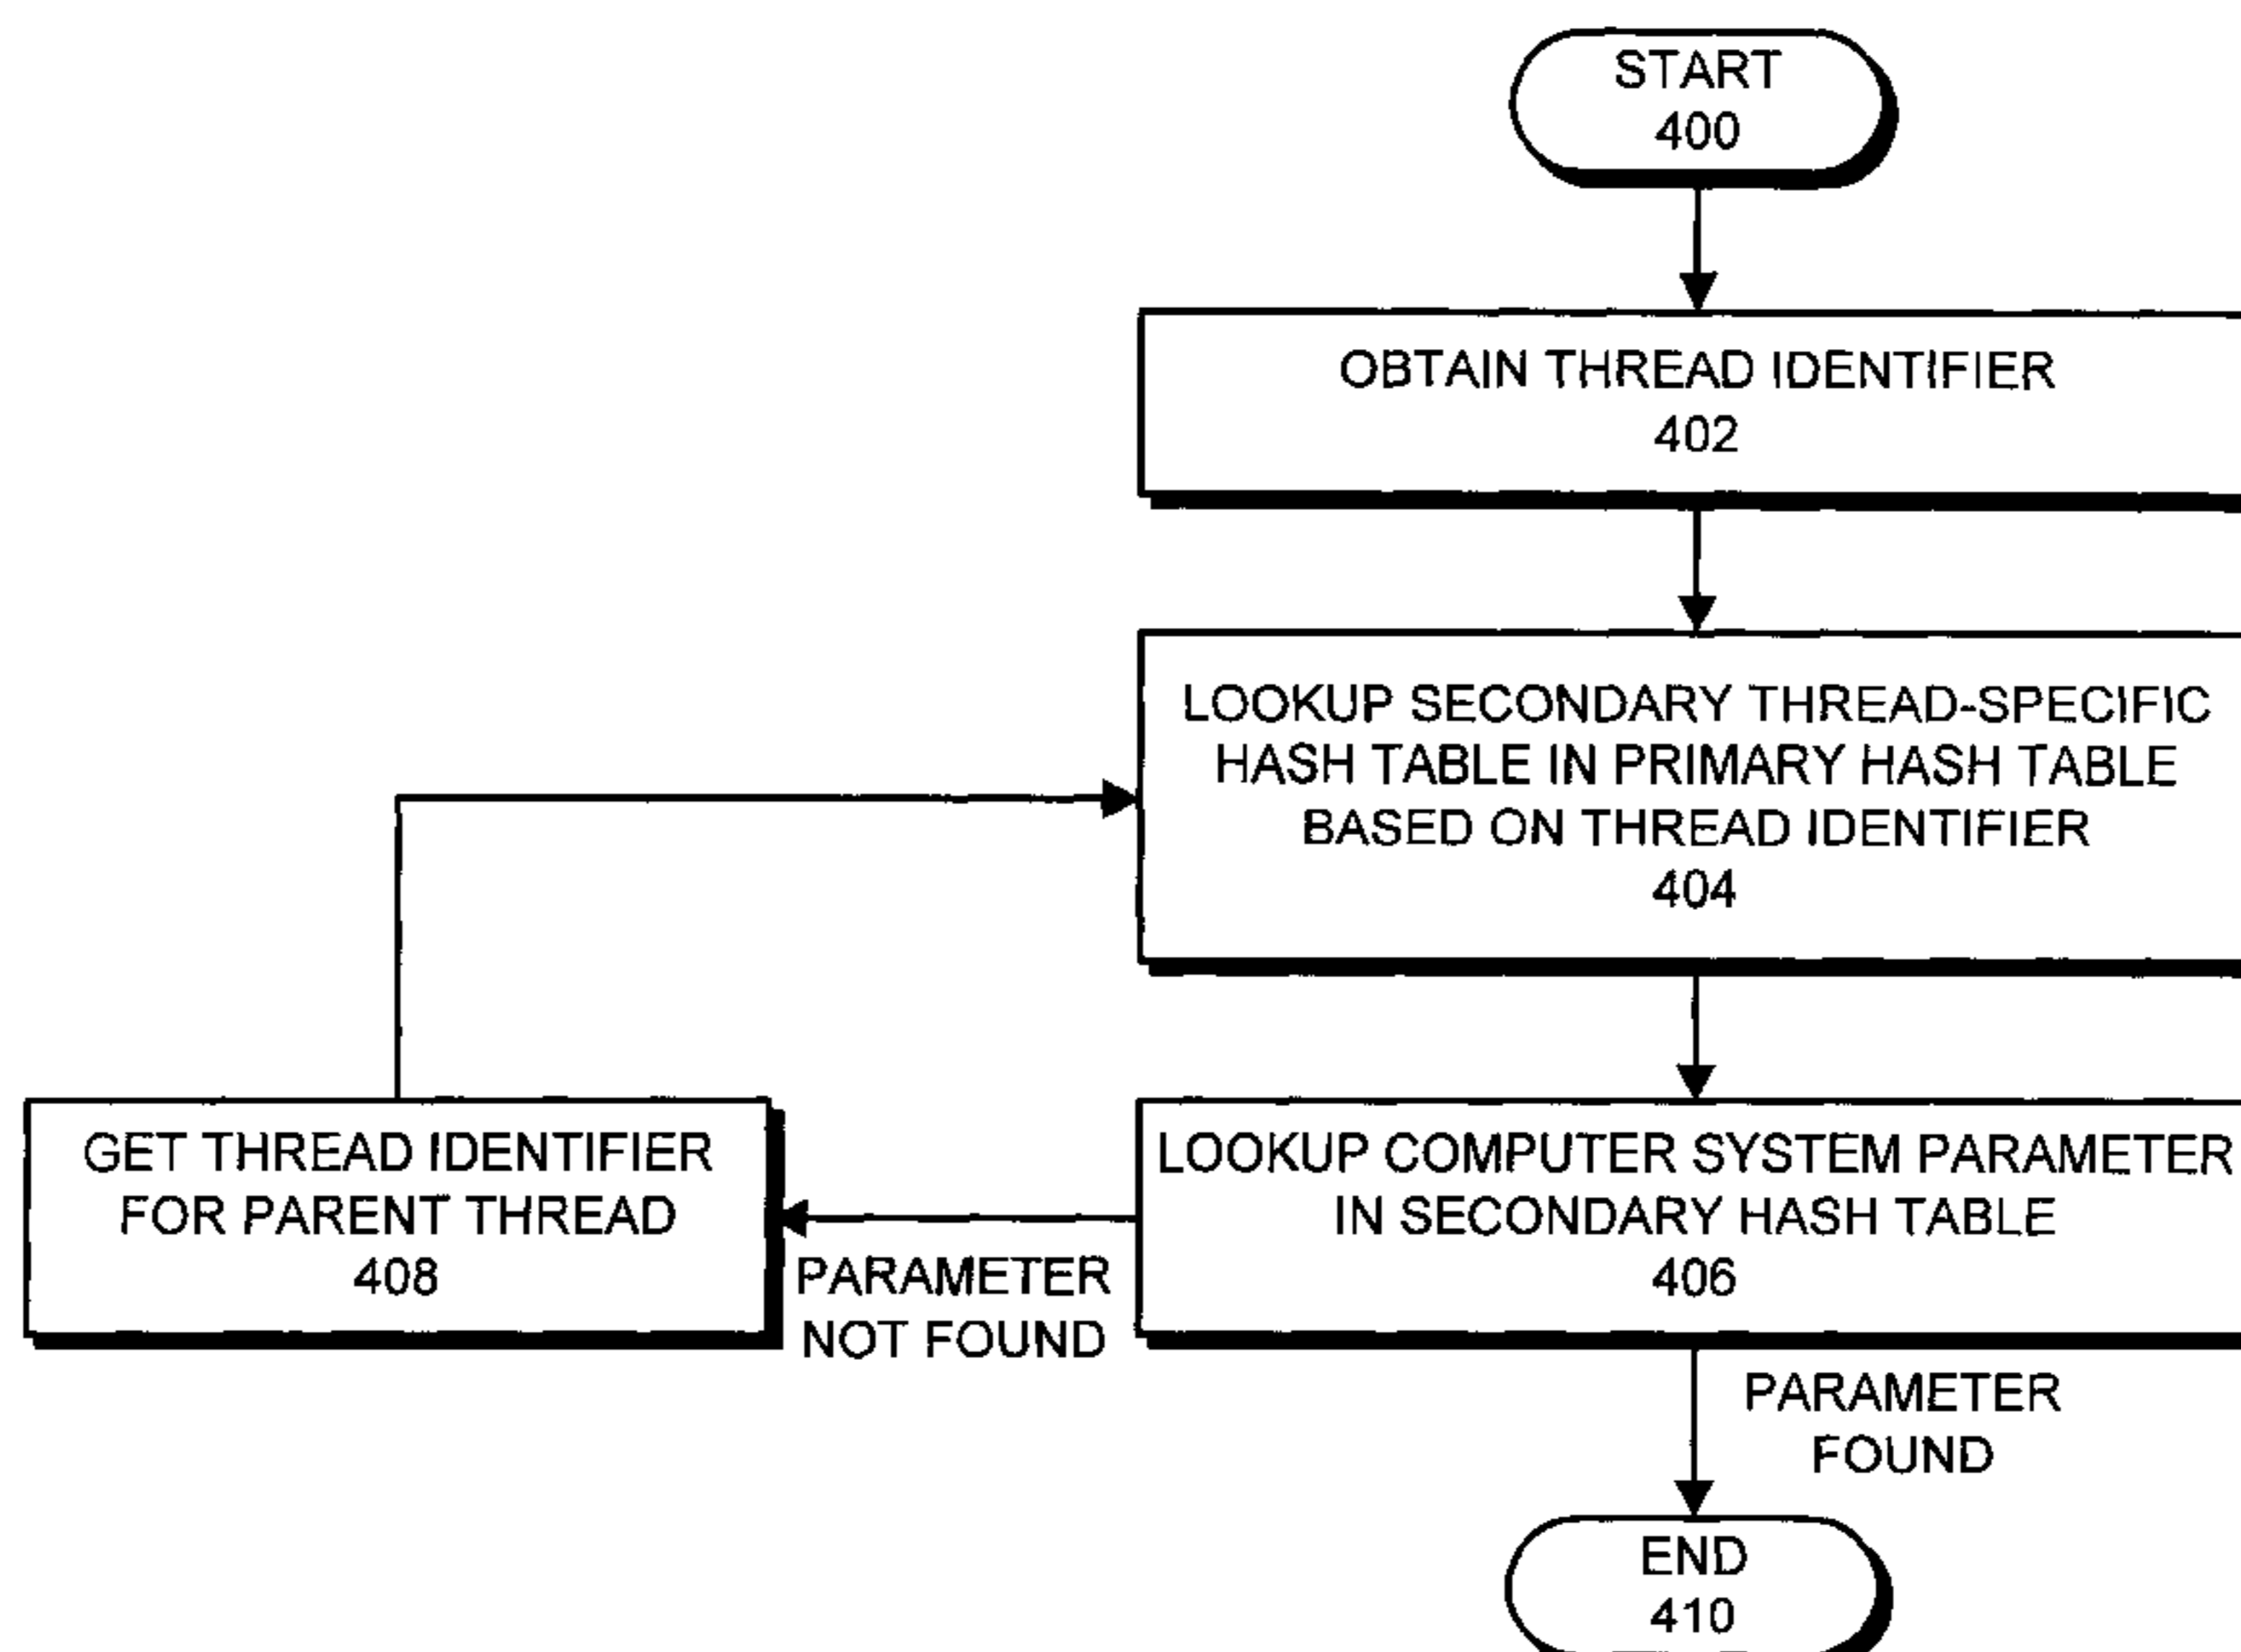 START
400
OBTAIN THREAD IDENTIFIER
402
LOOKUP SECONDARY THREAD-SPECIFIC
HASH TABLE IN PRIMARY HASH TABLE
BASED ON THREAD IDENTIFIER
404
GET THREAD IDENTIFIER
FOR PARENT THREAD
408
PARAMETER
NOT FOUND
LOOKUP COMPUTER SYSTEM PARAMETER
IN SECONDARY HASH TABLE
406
PARAMETER
FOUND
END
410